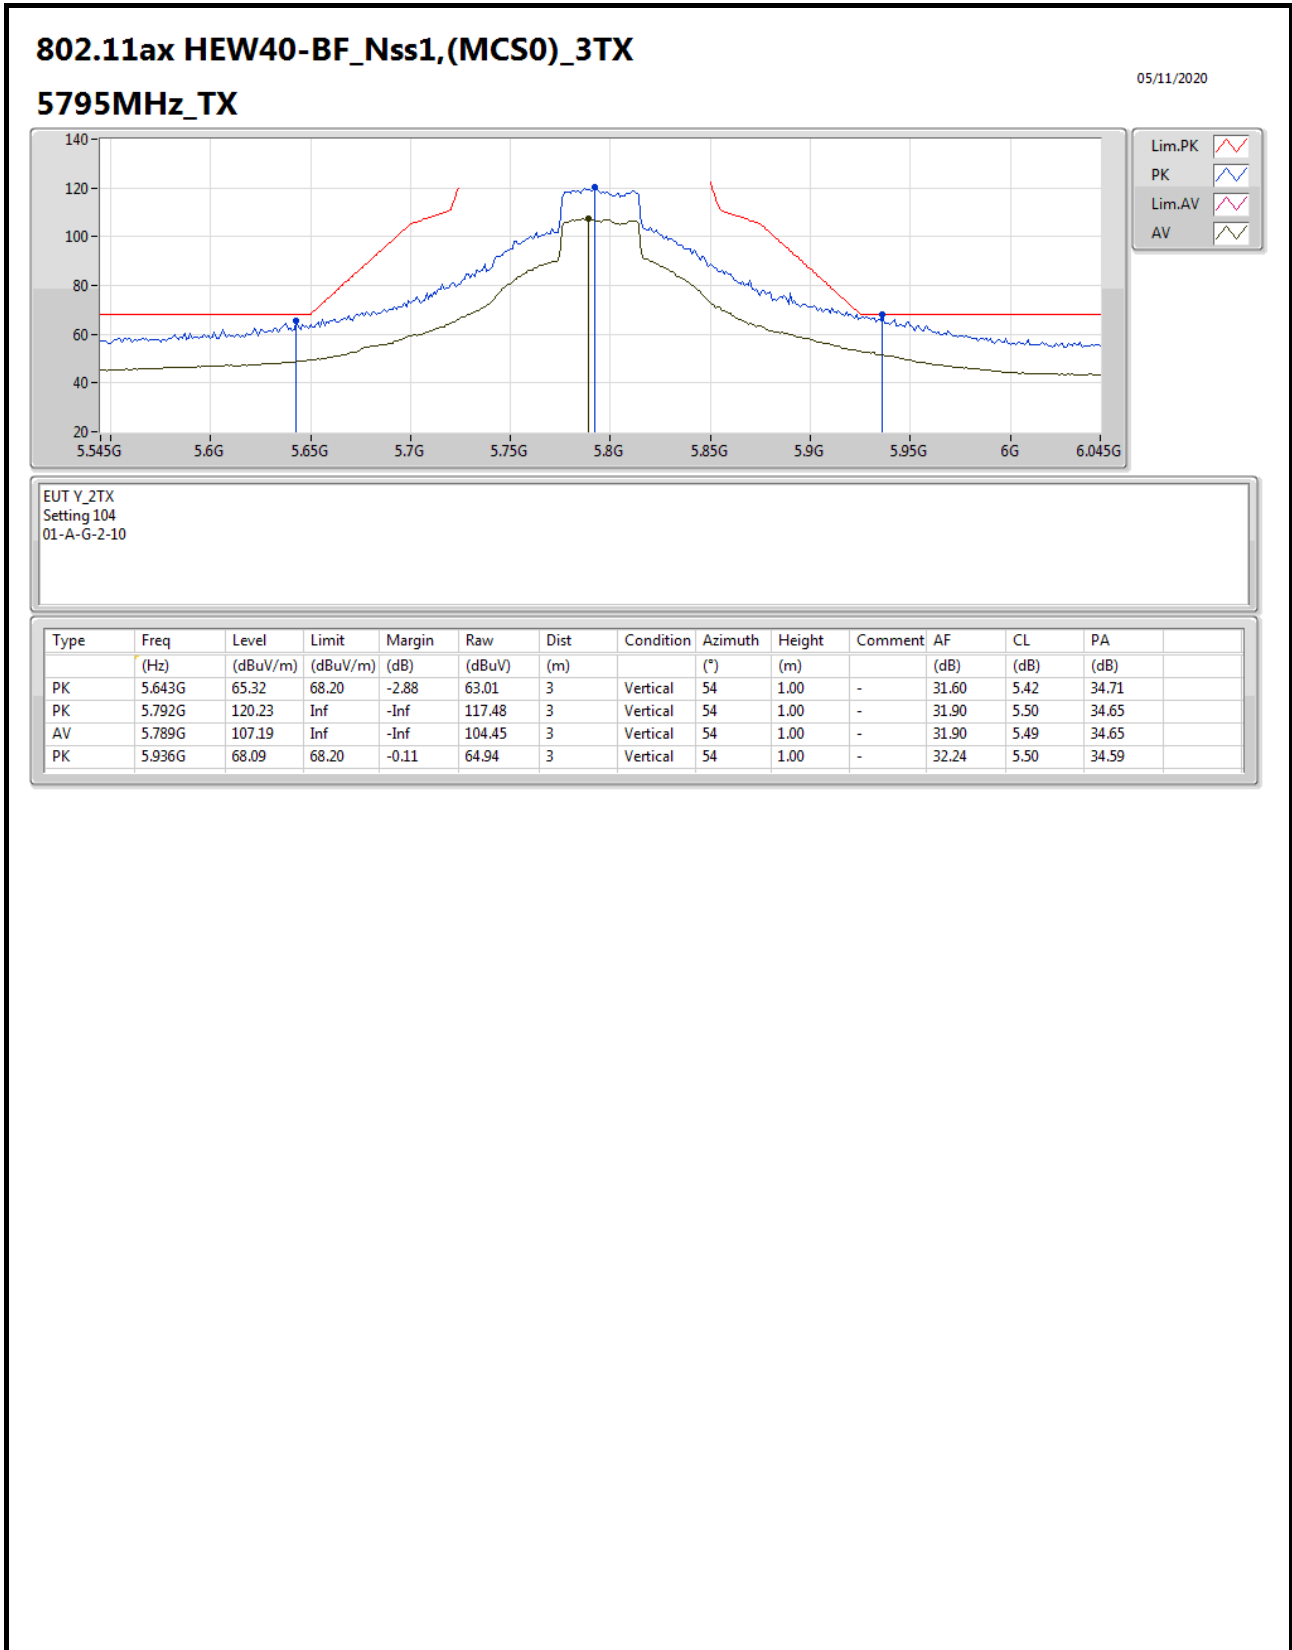 802.11ax HEW40-BF_Nss1,(MCS0)_3TX
05/11/2020
5795MHz_TX
140
120
100
80
60
40
20
5.545G 5.6G 5.65G 5.7G 5.75G 5.8G 5.85G 5.9G 5.95G 6G 6.045G
Lim.PK
PK
Lim.AV
AV
EUT Y_2TX
Setting 104
01-A-G-2-10
Type Freq Level Limit Margin Raw Dist Condition Azimuth Height Comment AF CL PA
(Hz) (dBuV/m) (dBuV/m) (dB) (dBuV) (m) (°) (m) (dB) (dB) (dB)
PK 5.643G 65.32 68.20 -2.88 63.01 3 Vertical 54 1.00 - 31.60 5.42 34.71
PK 5.792G 120.23 Inf -Inf 117.48 3 Vertical 54 1.00 - 31.90 5.50 34.65
AV 5.789G 107.19 Inf -Inf 104.45 3 Vertical 54 1.00 - 31.90 5.49 34.65
PK 5.936G 68.09 68.20 -0.11 64.94 3 Vertical 54 1.00 - 32.24 5.50 34.59